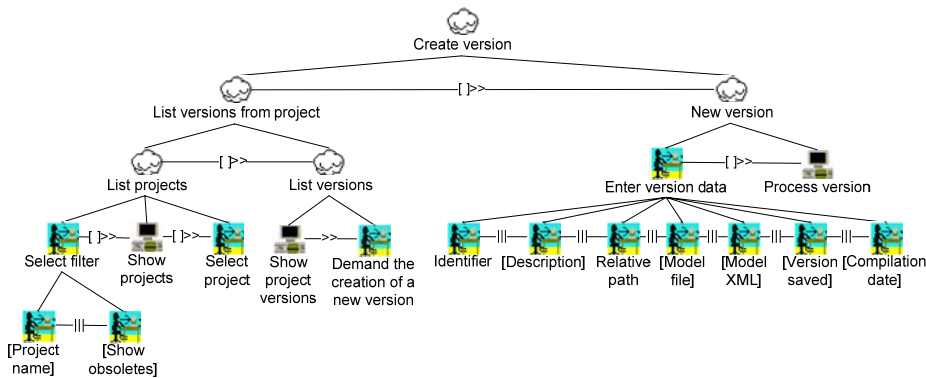 Create version
[ ]>>
List versions from project
New version
[ ]>>
[ ]>>
List projects
List versions
Enter version data
Process version
[ ]>>
[ ]>>
>>
|||
|||
|||
|||
|||
|||
Select filter
Show
projects
Select
project
Show
project
versions
Demand the
creation of a
new version
Identifier
[Description]
Relative
path
[Model
file]
[Model
XML]
[Version
saved]
[Compilation
date]
|||
[Project
name]
[Show
obsoletes]